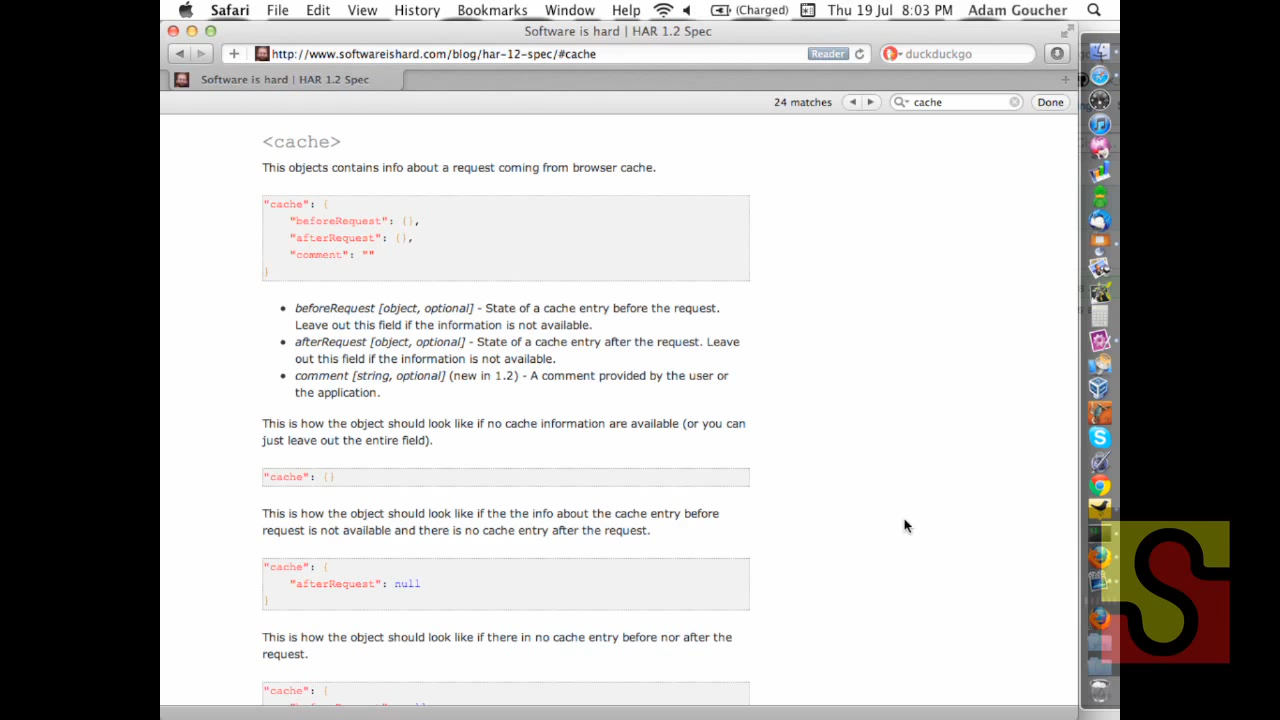 Safari File Edit View History Bookmarks Window Help (Charged) Thu 19 Jul 8:03 PM Adam Goucher
Software is hard | HAR 1.2 Spec
http://www.softwareishard.com/blog/har-12-spec/#cache Reader duckduckgo
Software is hard | HAR 1.2 Spec
24 matches cache Done
<cache>
This objects contains info about a request coming from browser cache.
"cache": {
"beforeRequest": {},
"afterRequest": {},
"comment": ""
}
• beforeRequest [object, optional] - State of a cache entry before the request.
Leave out this field if the information is not available.
• afterRequest [object, optional] - State of a cache entry after the request. Leave
out this field if the information is not available.
• comment [string, optional] (new in 1.2) - A comment provided by the user or
the application.
This is how the object should look like if no cache information are available (or you can
just leave out the entire field).
"cache": {}
This is how the object should look like if the the info about the cache entry before
request is not available and there is no cache entry after the request.
"cache": {
"afterRequest": null
}
This is how the object should look like if there in no cache entry before nor after the
request.
"cache": {
S